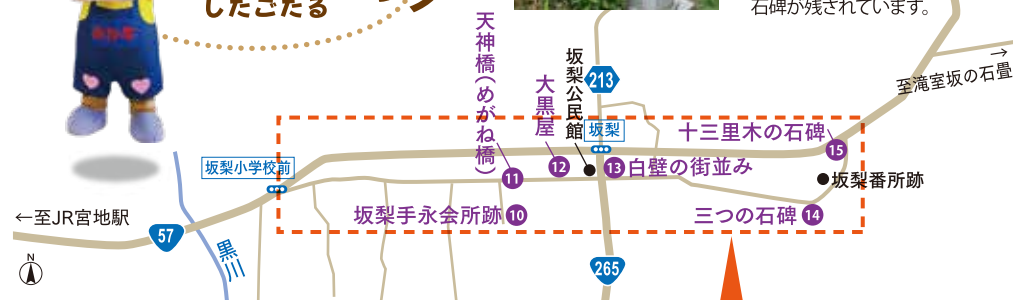 したごたる
石碑が残されています。
天神橋(めがね橋)
大黒屋
坂梨公民館
213
至滝室坂の石畳
→
坂梨
十三里木の石碑
15
坂梨小学校前
11
12
13 白壁の街並み
坂梨番所跡
←至JR宮地駅
坂梨手永会所跡 10
三つの石碑 14
57
黒川
N
265